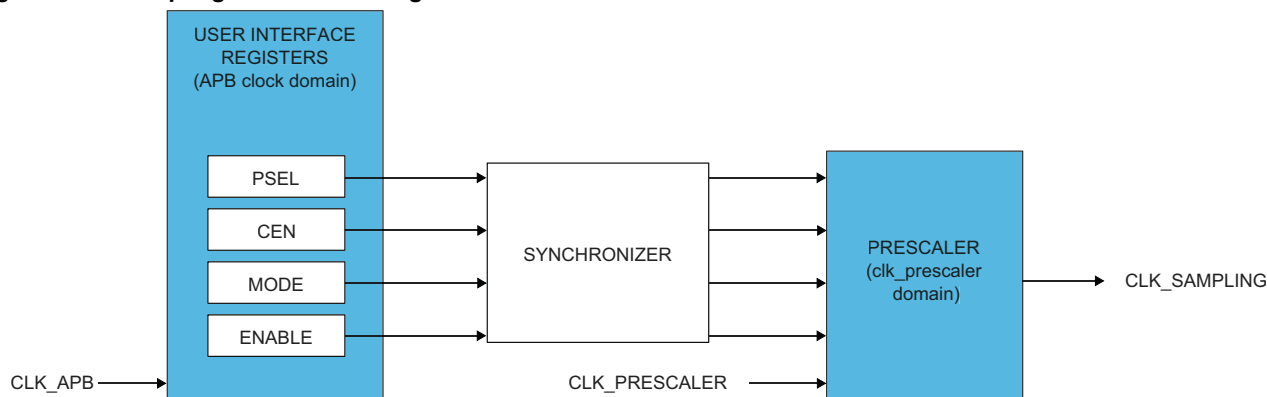 USER INTERFACE
REGISTERS
(APB clock domain)
PSEL
CEN
MODE
ENABLE
SYNCHRONIZER
PRESCALER
(clk_prescaler
domain)
CLK_SAMPLING
CLK_APB
CLK_PRESCALER